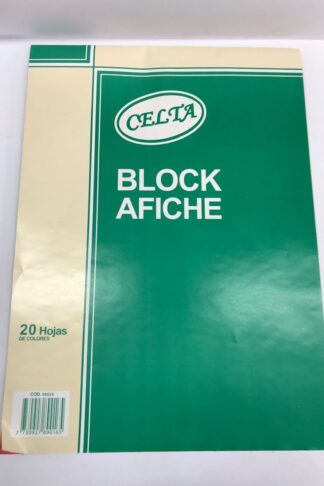 CELTA
BLOCK
AFICHE
20 Hojas
DE COLORES